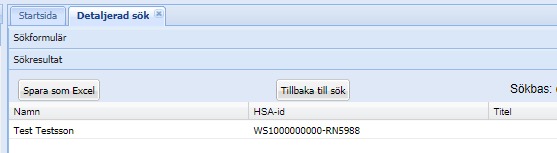 Startsida Detaljerad sök
Sökformulär
Sökresultat
Spara som Excel Tillbaka till sök Sökbas:
Namn HSA-id Titel
Test Testsson WS1000000000-RN5988